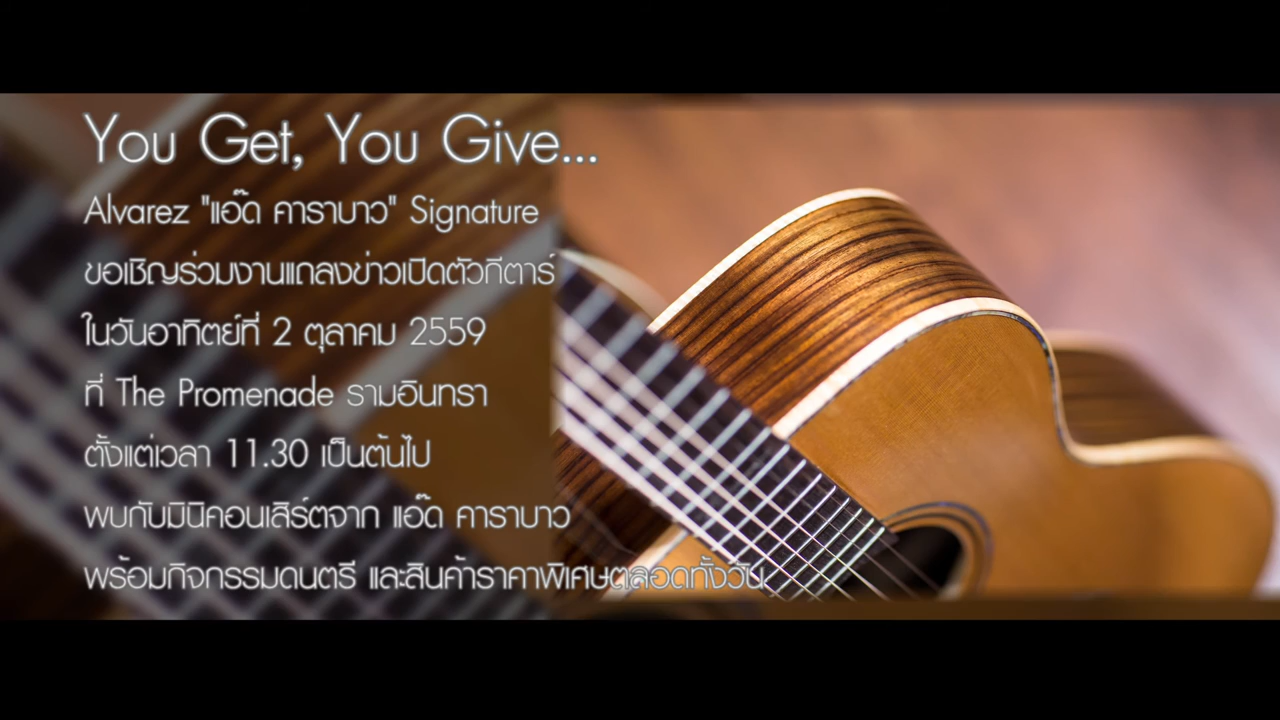 You Get, You Give...
Alvarez "แอ๊ด คาราบาว" Signature
ขอเชิญร่วมงานแถลงข่าวเปิดตัวกีตาร์
ในวันอาทิตย์ที่ 2 ตุลาคม 2559
ที่ The Promenade รามอินทรา
ตั้งแต่เวลา 11.30 เป็นต้นไป
พบกับมินิคอนเสิร์ตจาก แอ๊ด คาราบาว
พร้อมกิจกรรมดนตรี และสินค้าราคาพิเศษตลอดทั้งวัน